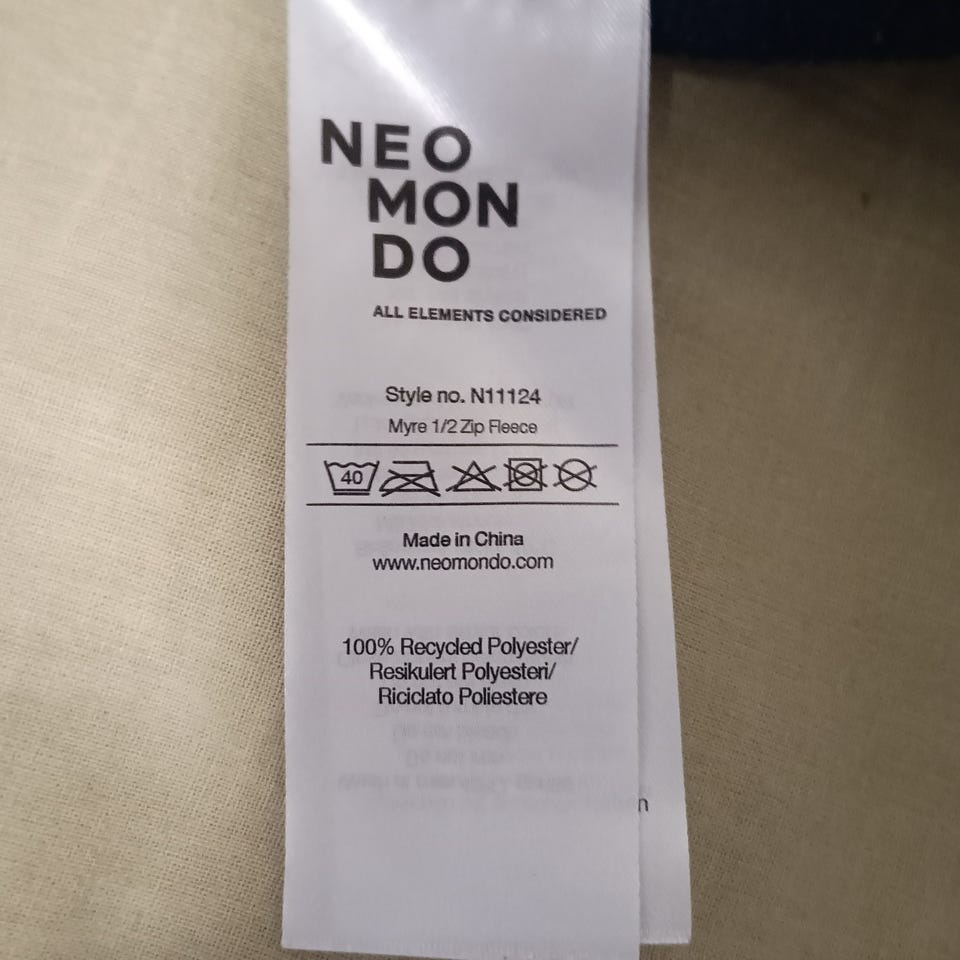 NEO
MON
DO
ALL ELEMENTS CONSIDERED
Style no. N11124
Myre 1/2 Zip Fleece
40
Made in China
www.neomondo.com
100% Recycled Polyester/
Resikulert Polyesteri/
Riciclato Poliestere
n